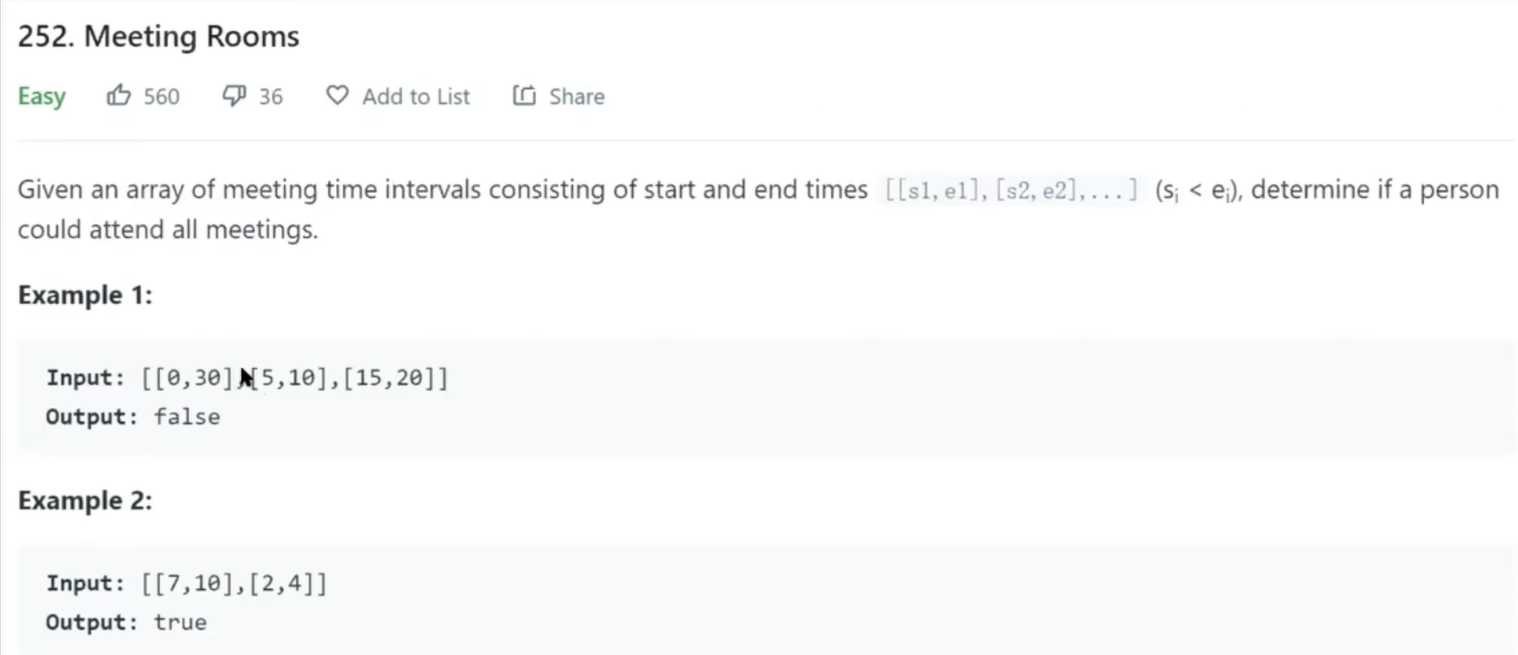 252. Meeting Rooms
Easy 560 36 Add to List Share
Given an array of meeting time intervals consisting of start and end times [[s1, e1], [s2, e2],...] (si < ei), determine if a person
could attend all meetings.
Example 1:
Input: [[0,30],[5,10],[15,20]]
Output: false
Example 2:
Input: [[7,10],[2,4]]
Output: true